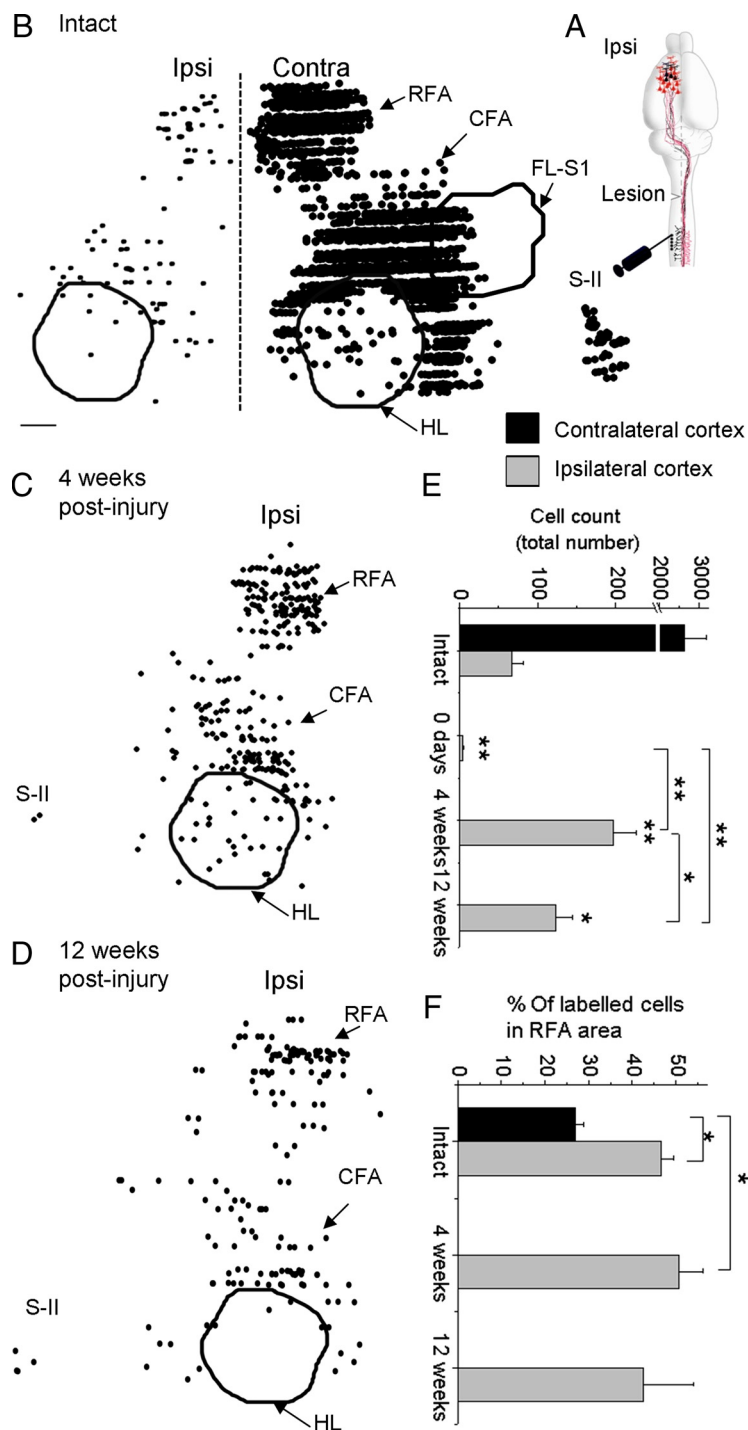 B Intact
Ipsi Contra
RFA
CFA
FL-S1
HL
A
Ipsi
Lesion
S-II
Contralateral cortex
Ipsilateral cortex
C 4 weeks
post-injury
Ipsi
RFA
CFA
S-II
HL
D 12 weeks
post-injury
Ipsi
RFA
CFA
S-II
HL
E
Cell count
(total number)
0 100 200 2000 3000
Intact
0 days
4 weeks
12 weeks
**
**
*
**
*
**
F
% Of labelled cells
in RFA area
0 10 20 30 40 50
Intact
4 weeks
12 weeks
*
*